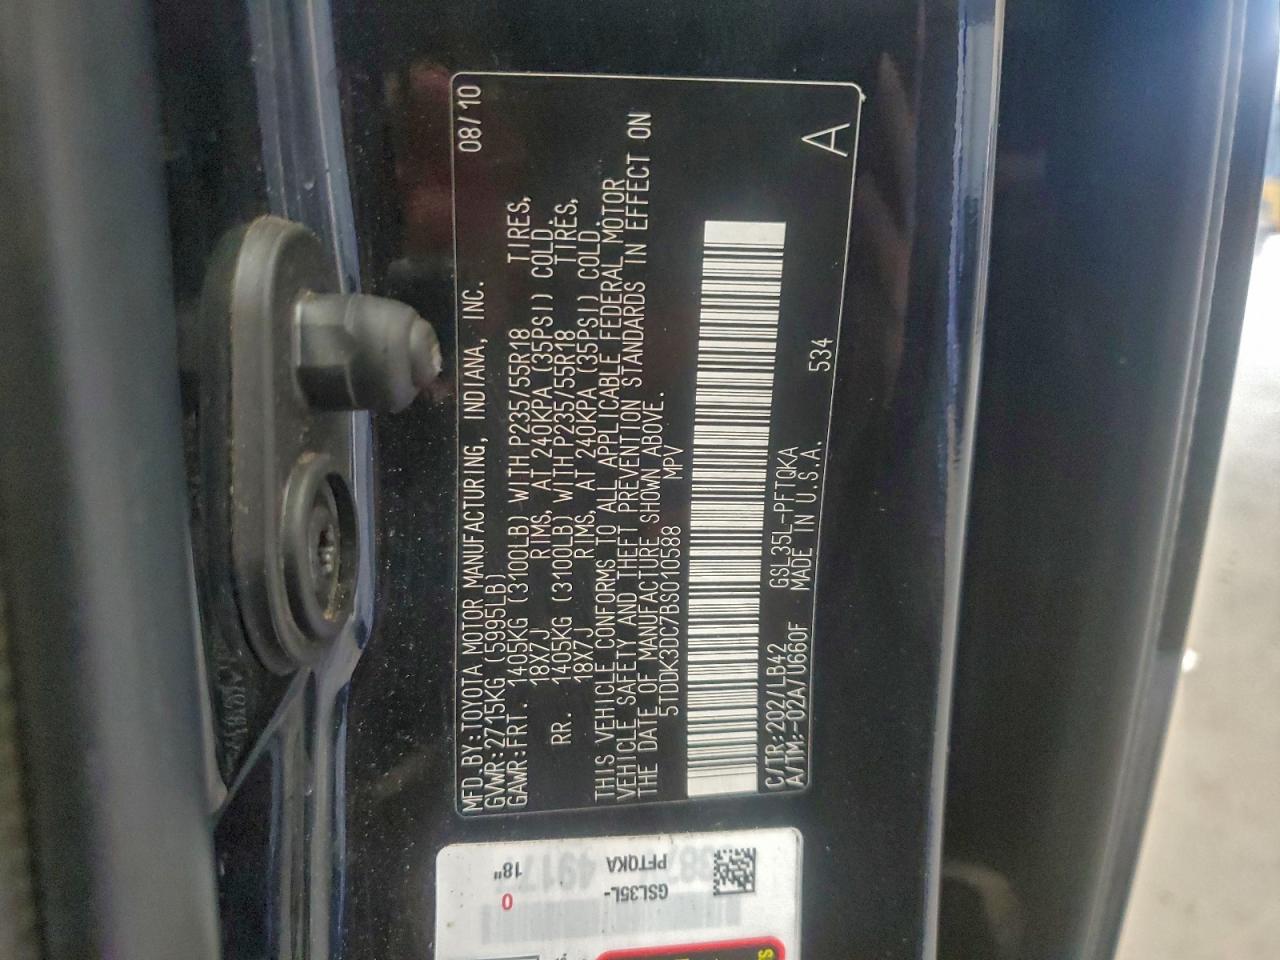 MFD.BY:TOYOTA MOTOR MANUFACTURING, INDIANA, INC. 08/10
GVWR:2715KG (5995LB)
GAWR:FRT. 1405KG (3100LB) WITH P235/55R18 TIRES,
18X7J RIMS, AT 240KPA (35PSI) COLD.
RR. 1405KG (3100LB) WITH P235/55R18 TIRES,
18X7J RIMS, AT 240KPA (35PSI) COLD.
THIS VEHICLE CONFORMS TO ALL APPLICABLE FEDERAL MOTOR
VEHICLE SAFETY AND THEFT PREVENTION STANDARDS IN EFFECT ON
THE DATE OF MANUFACTURE SHOWN ABOVE.
5TDDK3DC7BS010588 MPV
C/TR:202/LB42 GSL35L-PFTQKA
A/TM:-02A/U660F MADE IN U.S.A. 534
A
GSL35L-
PFTQKA
18"
0